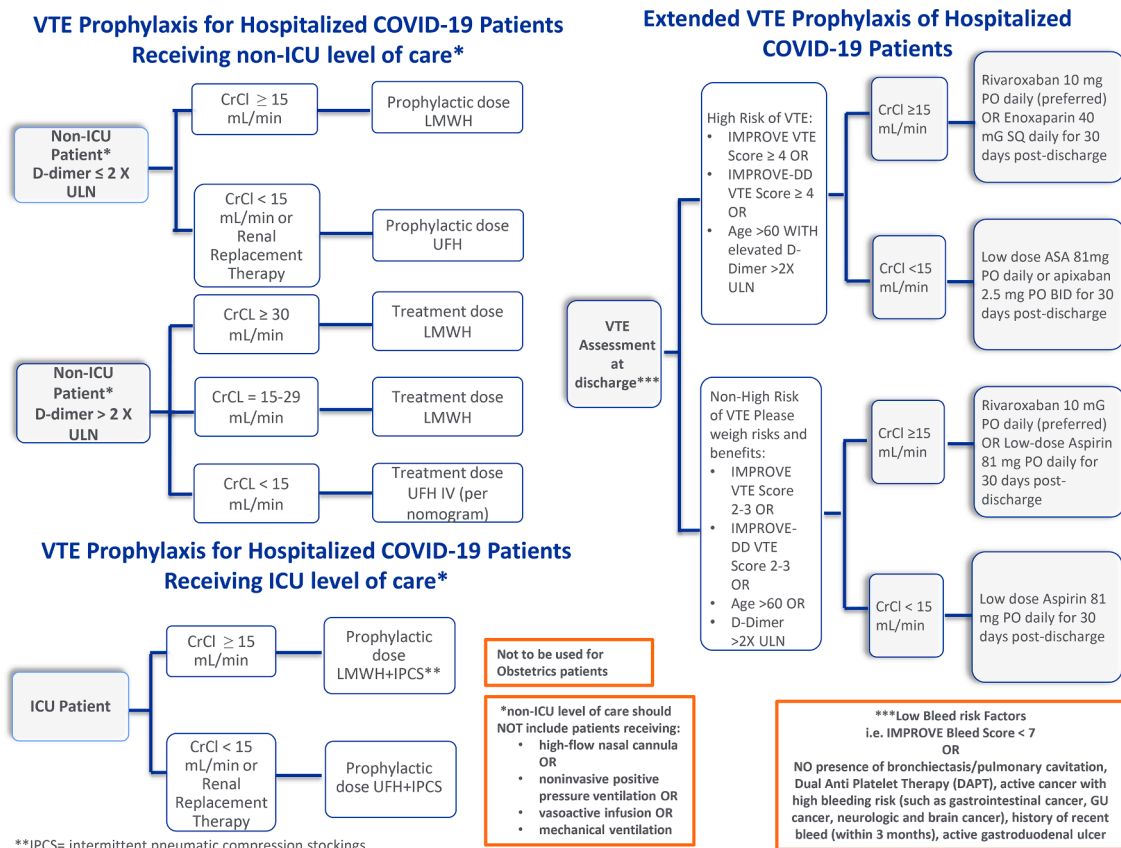 VTE Prophylaxis for Hospitalized COVID-19 Patients
Receiving non-ICU level of care*
Non-ICU
Patient*
D-dimer ≤ 2 X
ULN
CrCl ≥ 15
mL/min
Prophylactic dose
LMWH
CrCl < 15
mL/min or
Renal
Replacement
Therapy
Prophylactic dose
UFH
Non-ICU
Patient*
D-dimer > 2 X
ULN
CrCL ≥ 30
mL/min
Treatment dose
LMWH
CrCL = 15-29
mL/min
Treatment dose
LMWH
CrCL < 15
mL/min
Treatment dose
UFH IV (per
nomogram)
VTE Prophylaxis for Hospitalized COVID-19 Patients
Receiving ICU level of care*
ICU Patient
CrCl ≥ 15
mL/min
Prophylactic
dose
LMWH+IPCS**
CrCl < 15
mL/min or
Renal
Replacement
Therapy
Prophylactic
dose UFH+IPCS
**IPCS= intermittent pneumatic compression stockings
Not to be used for
Obstetrics patients
*non-ICU level of care should
NOT include patients receiving:
• high-flow nasal cannula
OR
• noninvasive positive
pressure ventilation OR
• vasoactive infusion OR
• mechanical ventilation
Extended VTE Prophylaxis of Hospitalized
COVID-19 Patients
VTE
Assessment
at
discharge***
High Risk of VTE:
• IMPROVE VTE
Score ≥ 4 OR
• IMPROVE-DD
VTE Score ≥ 4
OR
• Age >60 WITH
elevated D-
Dimer >2X
ULN
CrCl ≥15
mL/min
Rivaroxaban 10 mg
PO daily (preferred)
OR Enoxaparin 40
mG SQ daily for 30
days post-discharge
CrCl <15
mL/min
Low dose ASA 81mg
PO daily or apixaban
2.5 mg PO BID for 30
days post-discharge
Non-High Risk
of VTE Please
weigh risks and
benefits:
• IMPROVE
VTE Score
2-3 OR
• IMPROVE-
DD VTE
Score 2-3
OR
• Age >60 OR
• D-Dimer
>2X ULN
CrCl ≥15
mL/min
Rivaroxaban 10 mG
PO daily (preferred)
OR Low-dose Aspirin
81 mg PO daily for
30 days post-
discharge
CrCl < 15
mL/min
Low dose Aspirin 81
mg PO daily for 30
days post-discharge
***Low Bleed risk Factors
i.e. IMPROVE Bleed Score < 7
OR
NO presence of bronchiectasis/pulmonary cavitation,
Dual Anti Platelet Therapy (DAPT), active cancer with
high bleeding risk (such as gastrointestinal cancer, GU
cancer, neurologic and brain cancer), history of recent
bleed (within 3 months), active gastroduodenal ulcer